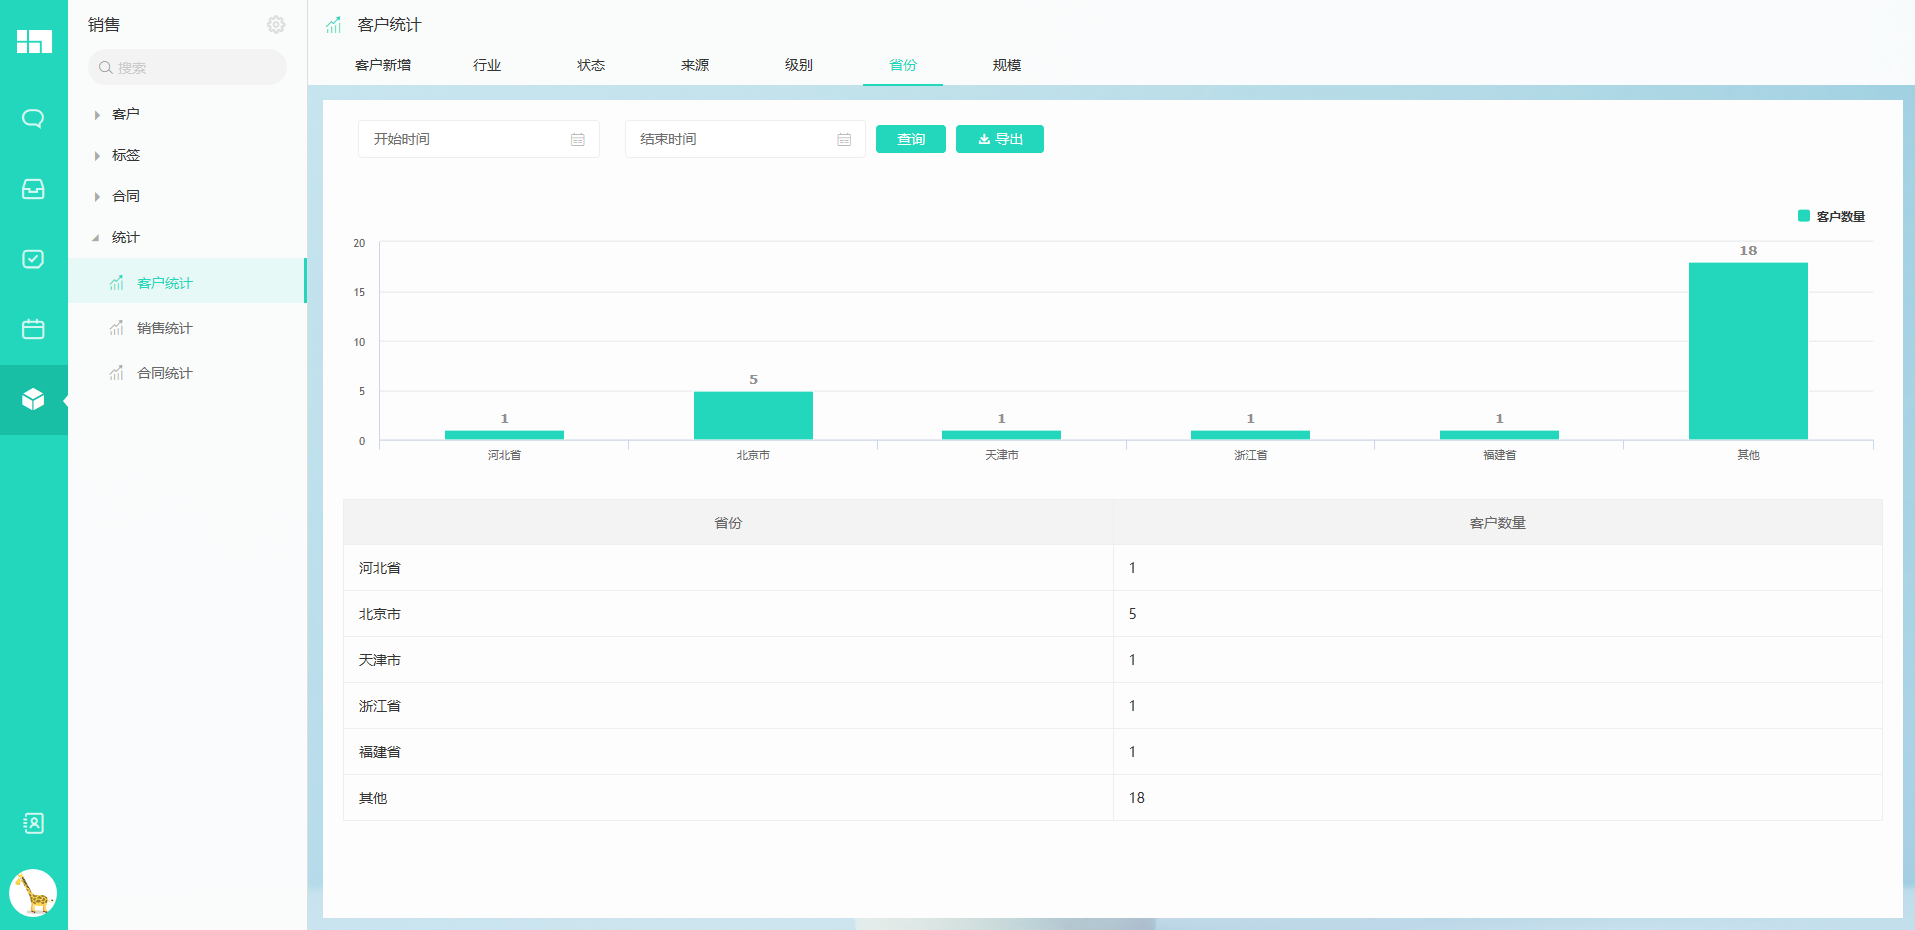 销售
搜索
客户
标签
合同
统计
客户统计
销售统计
合同统计
客户统计
客户新增 行业 状态 来源 级别 省份 规模
开始时间 结束时间 查询 导出
客户数量
20
15
10
5
0
1 5 1 1 1 18
河北省 北京市 天津市 浙江省 福建省 其他
省份 客户数量
河北省 1
北京市 5
天津市 1
浙江省 1
福建省 1
其他 18